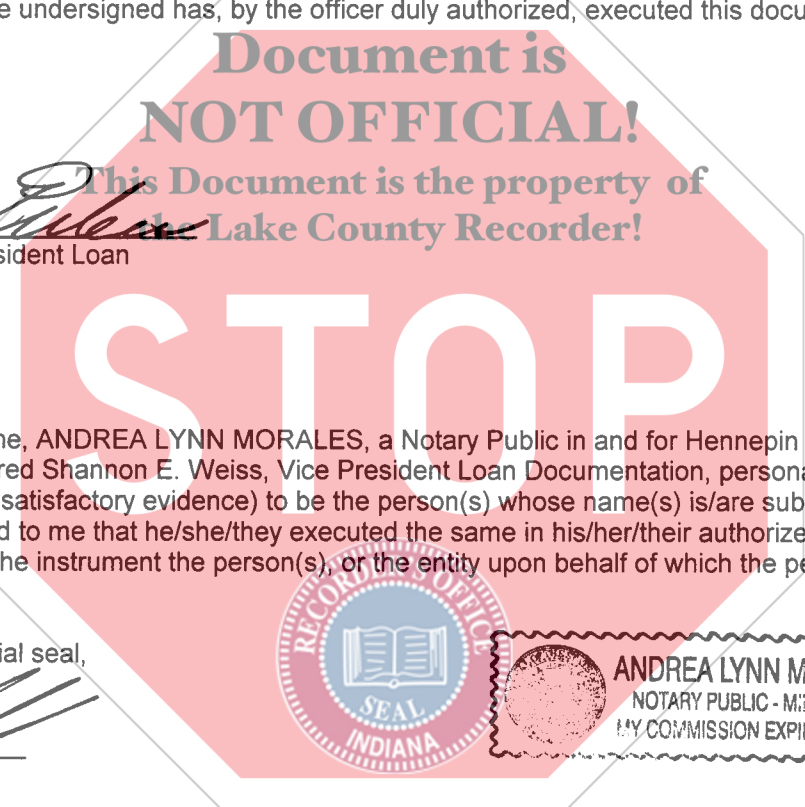 e undersigned has, by the officer duly authorized, executed this docu
Document is
NOT OFFICIAL!
This Document is the property of
the Lake County Recorder!
sident Loan
STOP
ne, ANDREA LYNN MORALES, a Notary Public in and for Hennepin
red Shannon E. Weiss, Vice President Loan Documentation, persona
satisfactory evidence) to be the person(s) whose name(s) is/are sub
d to me that he/she/they executed the same in his/her/their authorize
he instrument the person(s), or the entity upon behalf of which the pe
RECORDER'S OFFICE
SEAL
INDIANA
ial seal,
ANDREA LYNN M
NOTARY PUBLIC - MI
MY COMMISSION EXPI